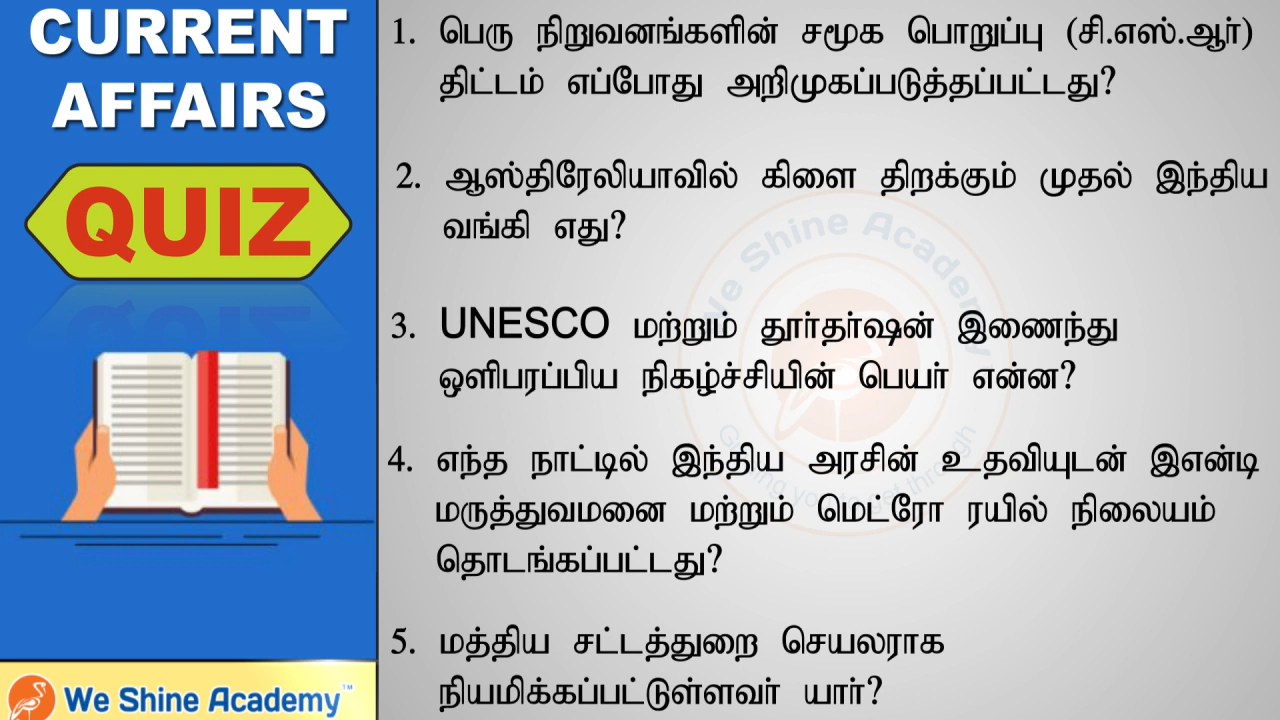 CURRENT
AFFAIRS
QUIZ
We Shine Academy™
1. பெரு நிறுவனங்களின் சமூக பொறுப்பு (சி.எஸ்.ஆர்)
திட்டம் எப்போது அறிமுகப்படுத்தப்பட்டது?
2. ஆஸ்திரேலியாவில் கிளை திறக்கும் முதல் இந்திய
வங்கி எது?
3. UNESCO மற்றும் தூர்தர்ஷன் இணைந்து
ஒளிபரப்பிய நிகழ்ச்சியின் பெயர் என்ன?
4. எந்த நாட்டில் இந்திய அரசின் உதவியுடன் இஎன்டி
மருத்துவமனை மற்றும் மெட்ரோ ரயில் நிலையம்
தொடங்கப்பட்டது?
5. மத்திய சட்டத்துறை செயலராக
நியமிக்கப்பட்டுள்ளவர் யார்?
We Shine Academy